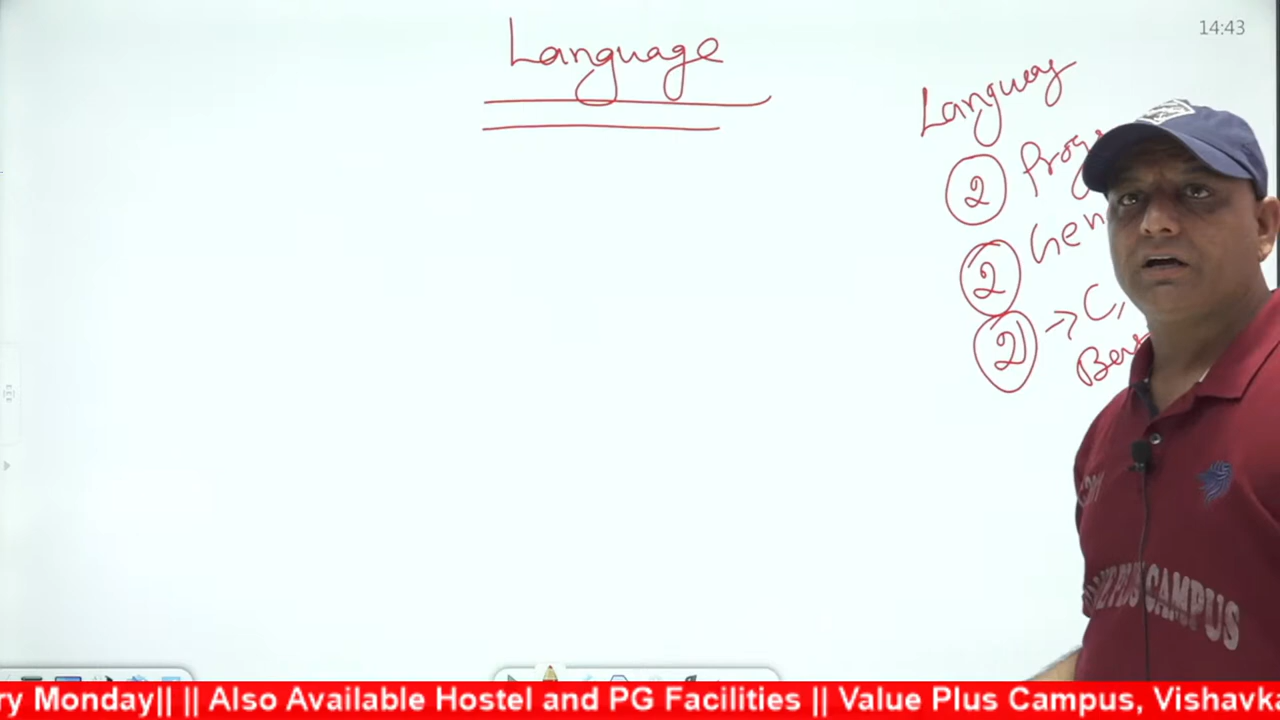 14:43
Language
Languag
② Prog
② Gen
② → C,
CAMPUS
ry Monday|| || Also Available Hostel and PG Facilities || Value Plus Campus, Vishavka